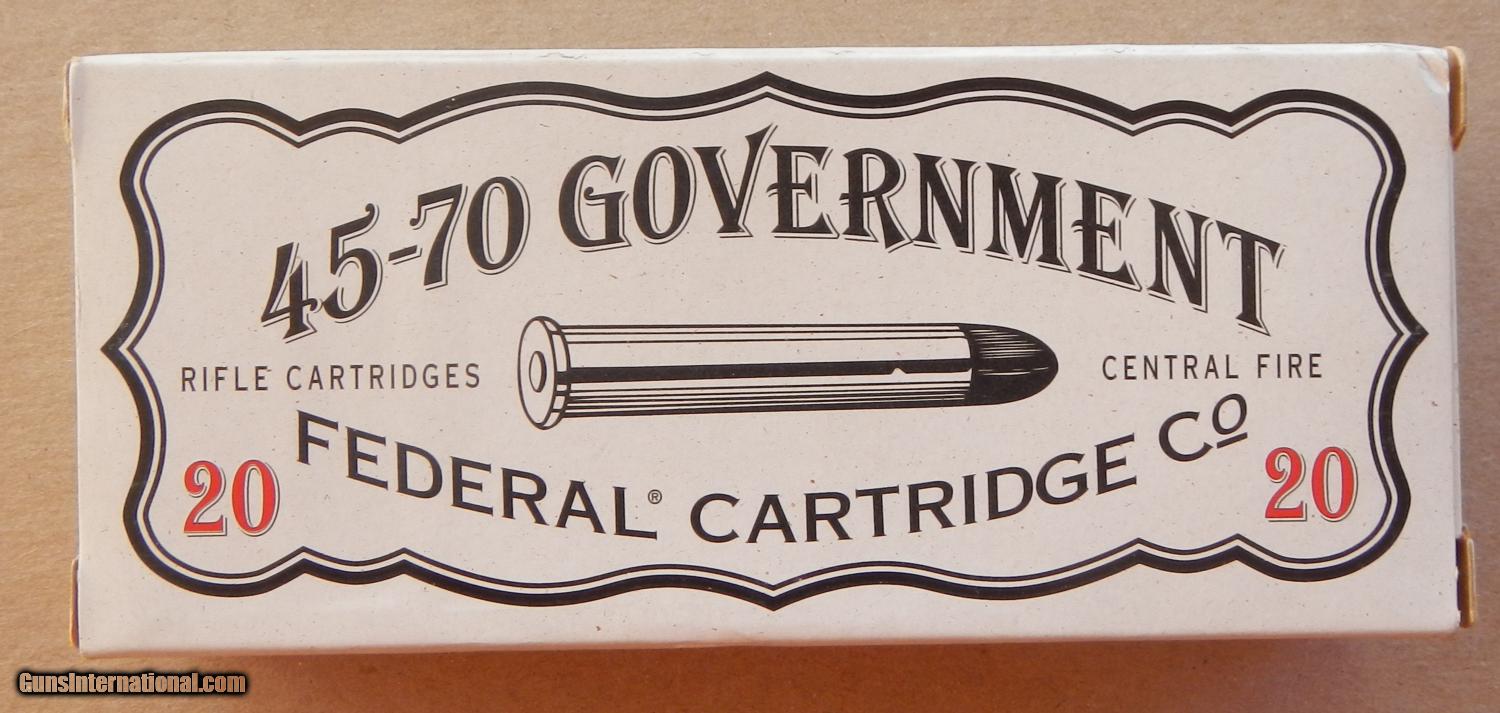 45-70 GOVERNMENT
RIFLE CARTRIDGES
CENTRAL FIRE
FEDERAL® CARTRIDGE Cº
20
20
GunsInternational.com